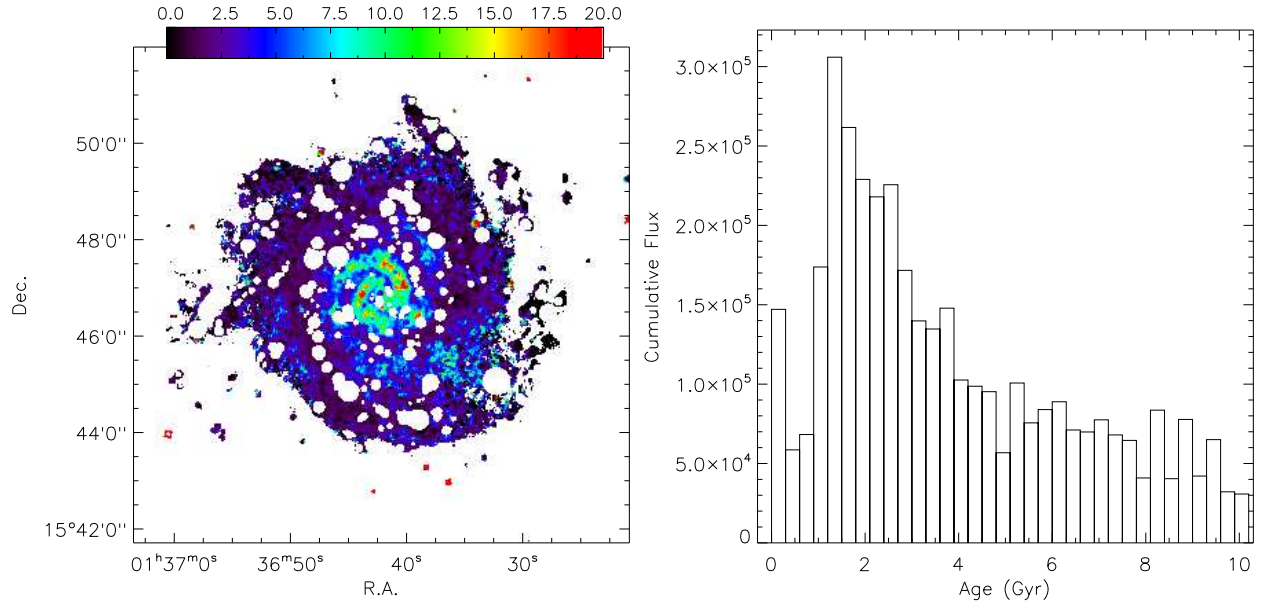 0.0 2.5 5.0 7.5 10.0 12.5 15.0 17.5 20.0
50'0"
48'0"
46'0"
44'0"
15°42'0"
Dec.
01ʰ37ᵐ0ˢ 36ᵐ50ˢ 40ˢ 30ˢ
R.A.
3.0×10⁵
2.5×10⁵
2.0×10⁵
1.5×10⁵
1.0×10⁵
5.0×10⁴
0
Cumulative Flux
0 2 4 6 8 10
Age (Gyr)